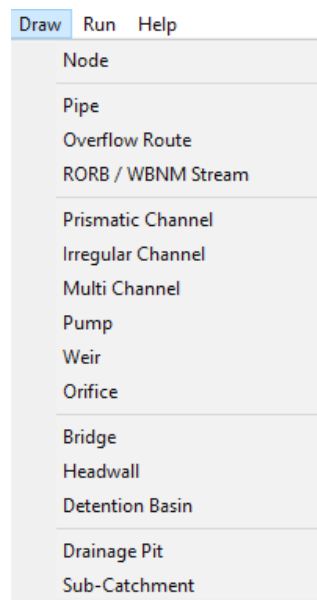 Draw Run Help
Node
Pipe
Overflow Route
RORB / WBNM Stream
Prismatic Channel
Irregular Channel
Multi Channel
Pump
Weir
Orifice
Bridge
Headwall
Detention Basin
Drainage Pit
Sub-Catchment